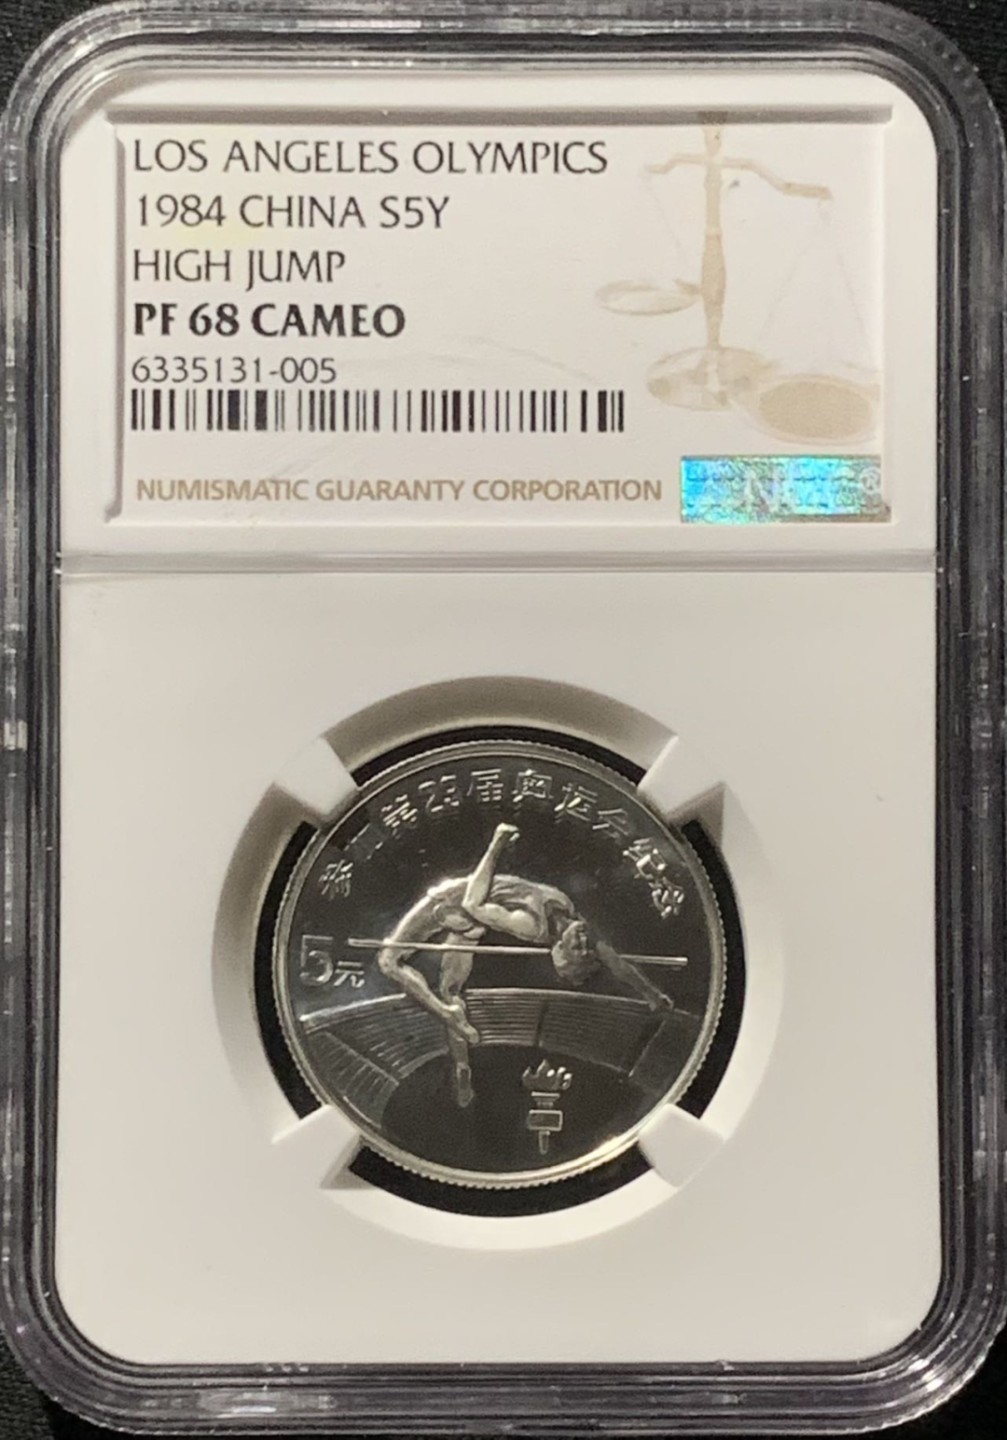 LOS ANGELES OLYMPICS
1984 CHINA S5Y
HIGH JUMP
PF 68 CAMEO
6335131-005
NUMISMATIC GUARANTY CORPORATION
®
第23届奥运会纪念
5元